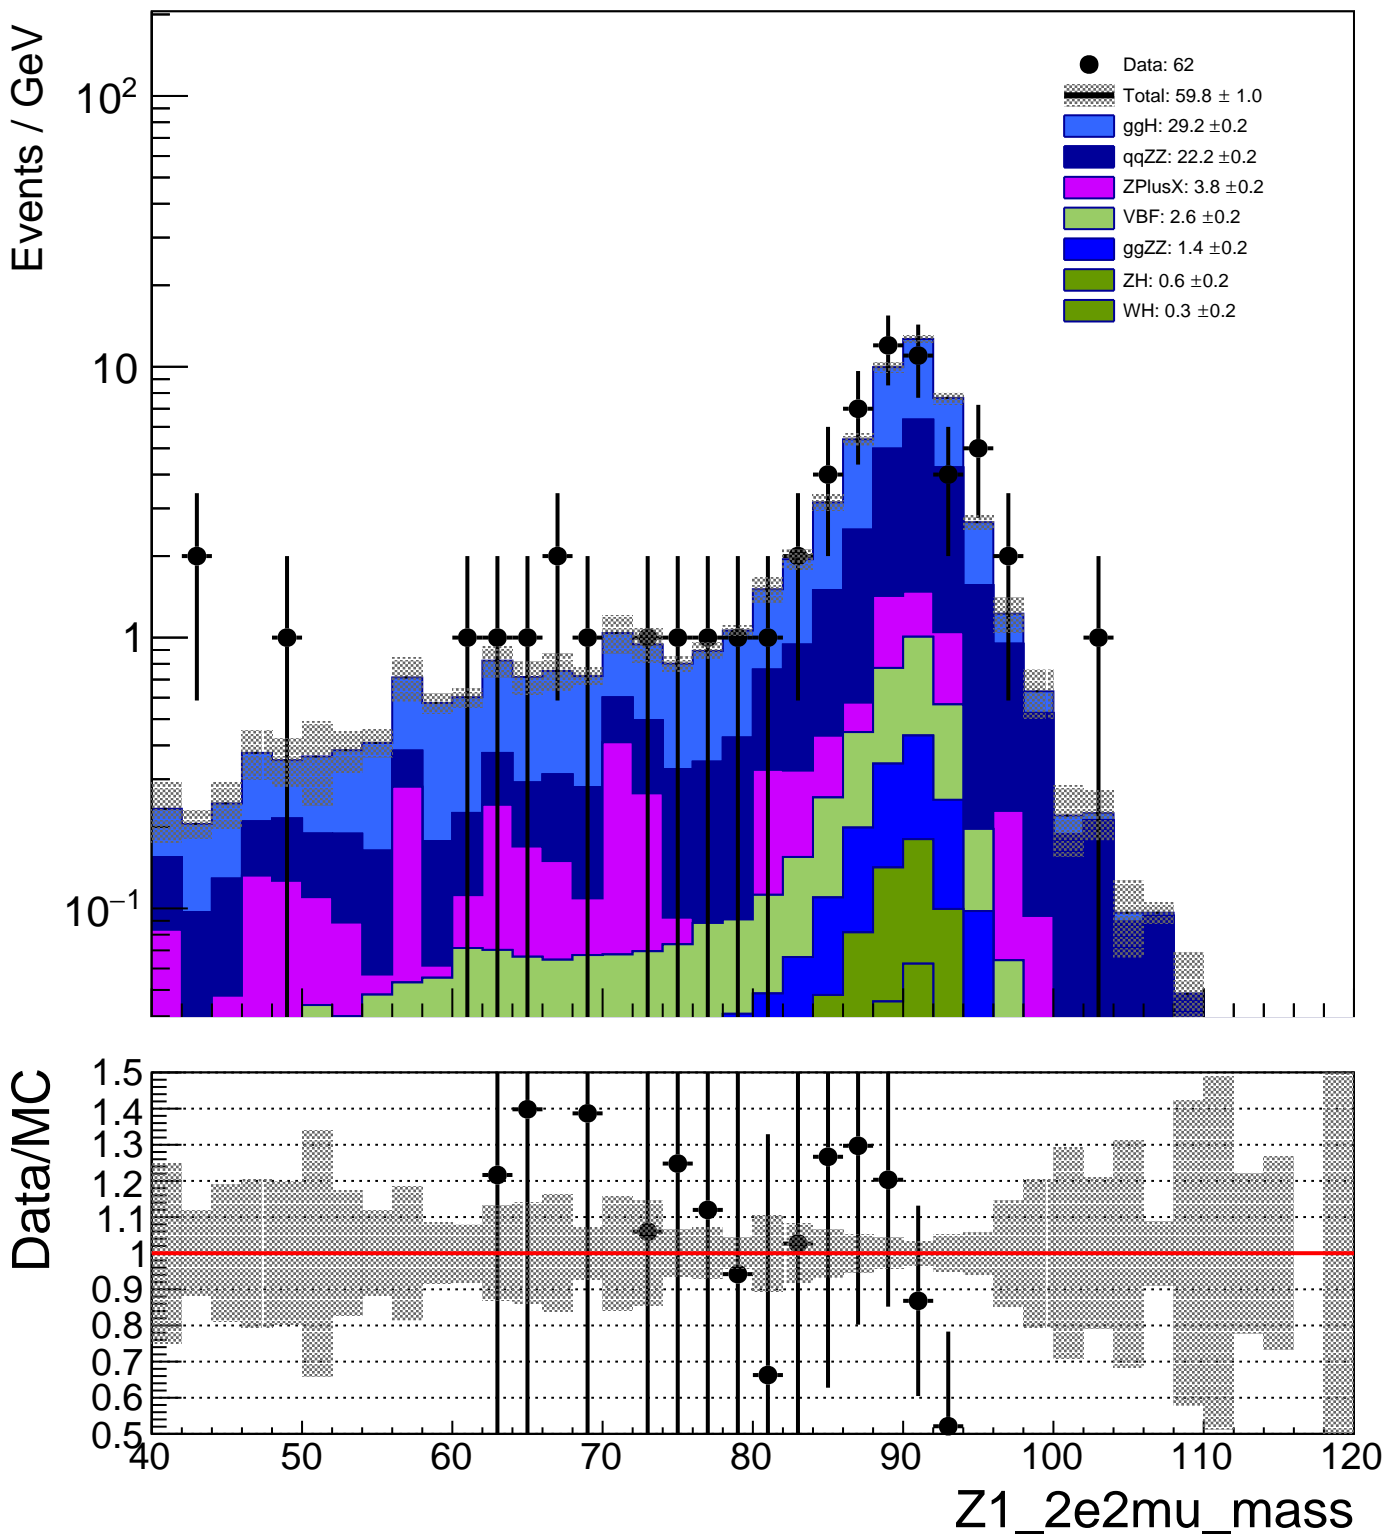 Events / GeV
10²
10
1
10⁻¹
Data: 62
Total: 59.8 ± 1.0
ggH: 29.2 ±0.2
qqZZ: 22.2 ±0.2
ZPlusX: 3.8 ±0.2
VBF: 2.6 ±0.2
ggZZ: 1.4 ±0.2
ZH: 0.6 ±0.2
WH: 0.3 ±0.2
Data/MC
1.5
1.4
1.3
1.2
1.1
1
0.9
0.8
0.7
0.6
0.5
40 50 60 70 80 90 100 110 120
Z1_2e2mu_mass